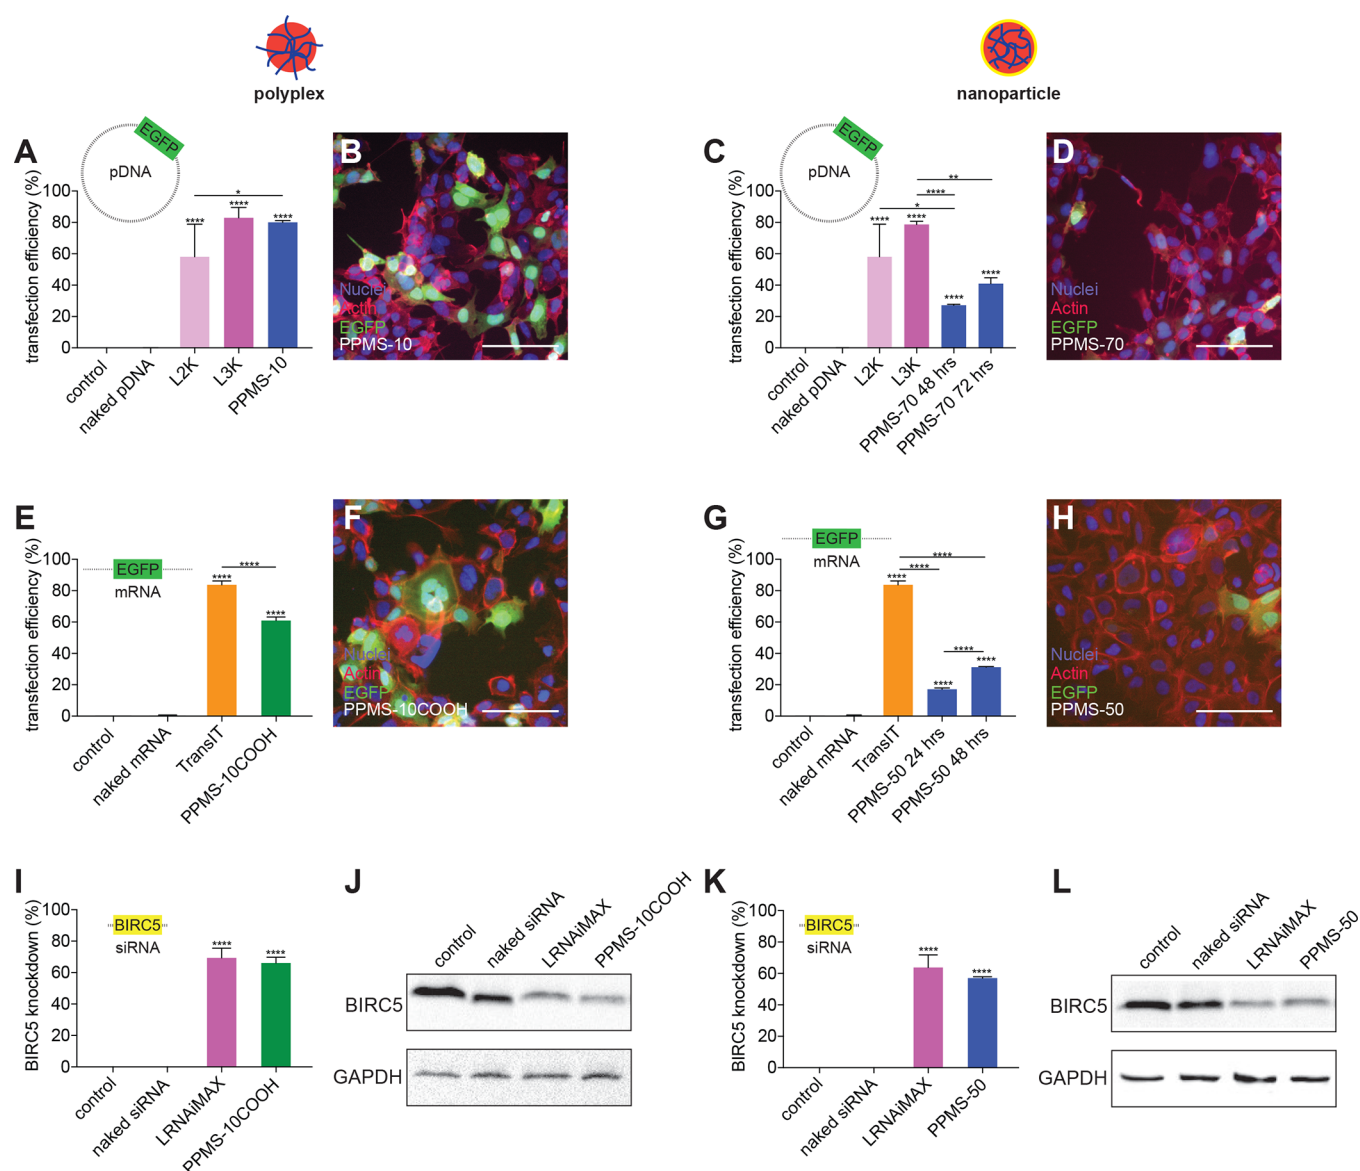 polyplex
nanoparticle
A
EGFP
pDNA
transfection efficiency (%)
100
80
60
40
20
0
*
****
****
****
control
naked pDNA
L2K
L3K
PPMS-10
B
Nuclei
Actin
EGFP
PPMS-10
C
EGFP
pDNA
transfection efficiency (%)
100
80
60
40
20
0
**
****
*
****
****
****
****
control
naked pDNA
L2K
L3K
PPMS-70 48 hrs
PPMS-70 72 hrs
D
Nuclei
Actin
EGFP
PPMS-70
E
EGFP
mRNA
transfection efficiency (%)
100
80
60
40
20
0
****
****
****
control
naked mRNA
TransIT
PPMS-10COOH
F
Nuclei
Actin
EGFP
PPMS-10COOH
G
EGFP
mRNA
transfection efficiency (%)
100
80
60
40
20
0
****
****
****
****
****
****
control
naked mRNA
TransIT
PPMS-50 24 hrs
PPMS-50 48 hrs
H
Nuclei
Actin
EGFP
PPMS-50
I
BIRC5
siRNA
BIRC5 knockdown (%)
100
80
60
40
20
0
****
****
control
naked siRNA
LRNAiMAX
PPMS-10COOH
J
control
naked siRNA
LRNAiMAX
PPMS-10COOH
BIRC5
GAPDH
K
BIRC5
siRNA
BIRC5 knockdown (%)
100
80
60
40
20
0
****
****
control
naked siRNA
LRNAiMAX
PPMS-50
L
control
naked siRNA
LRNAiMAX
PPMS-50
BIRC5
GAPDH